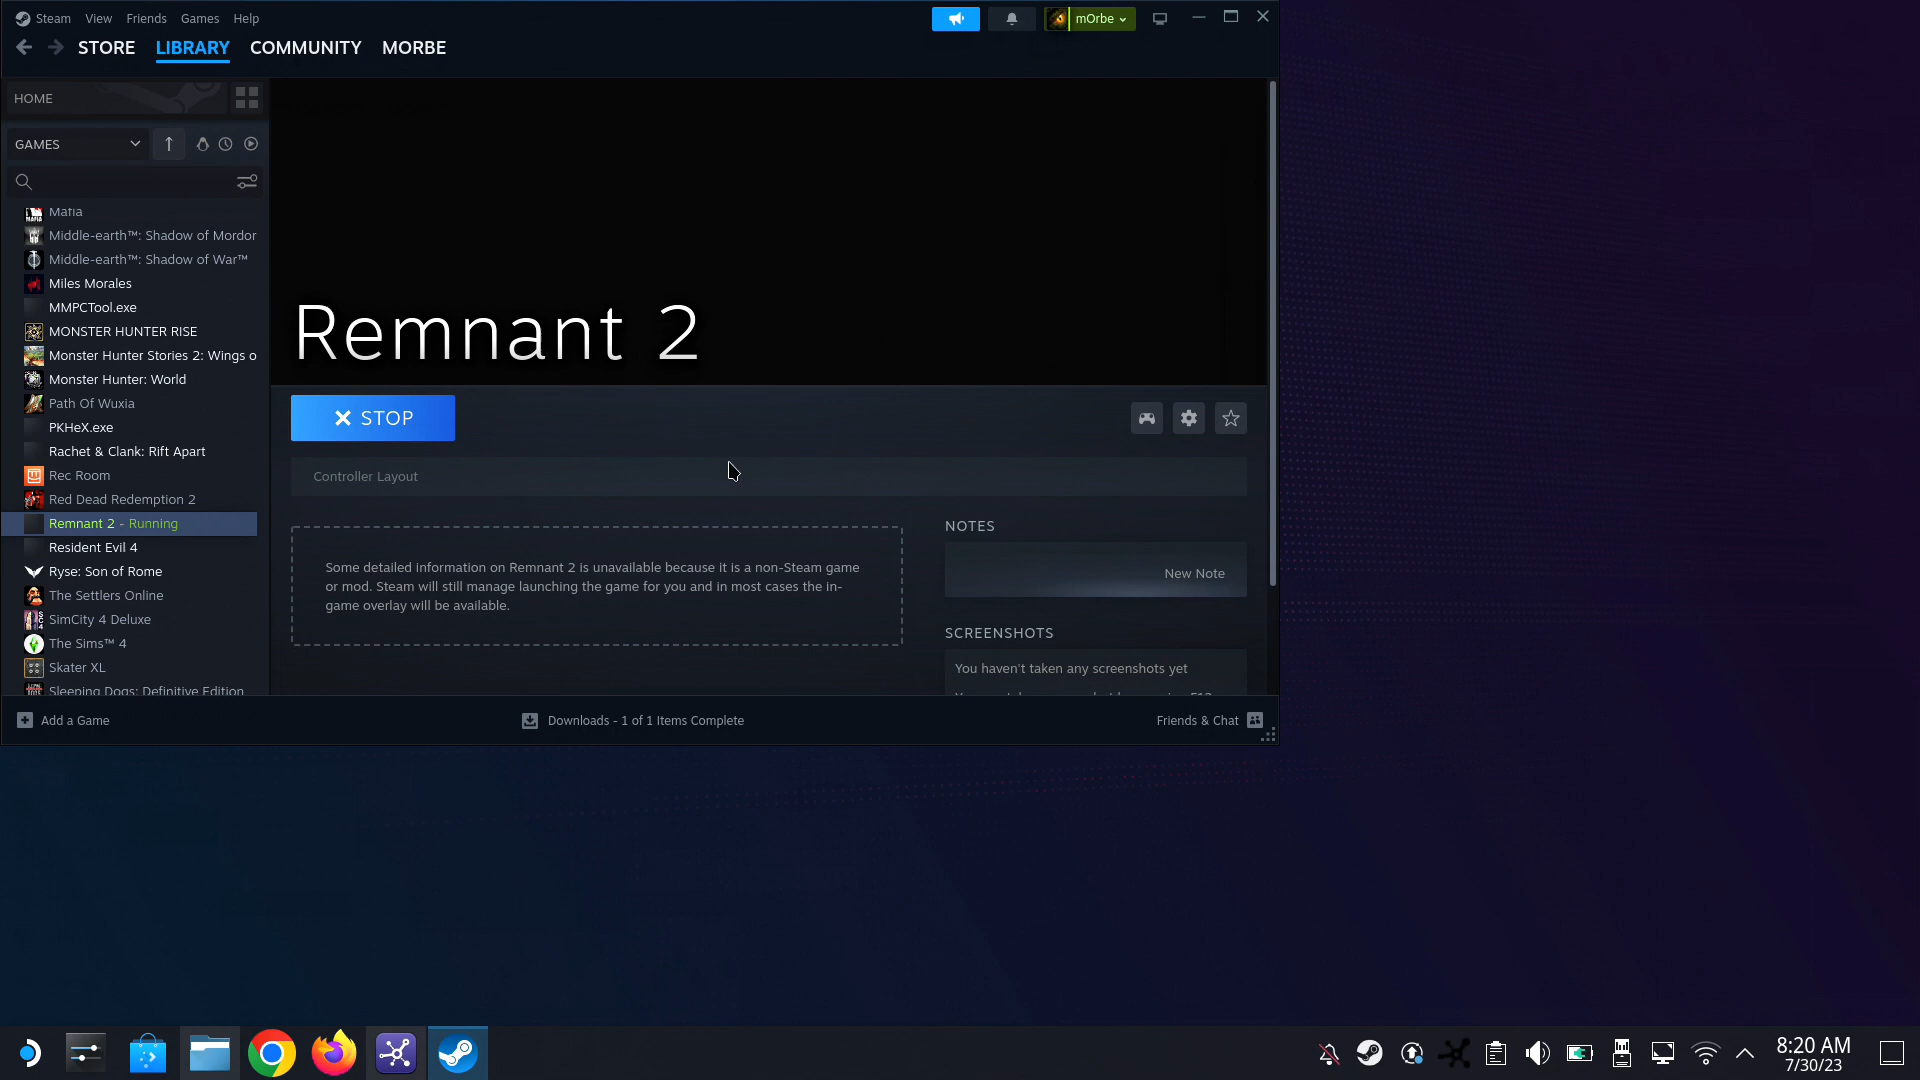 Steam View Friends Games Help
mOrbe
STORE LIBRARY COMMUNITY MORBE
HOME
GAMES
Mafia
Middle-earth™: Shadow of Mordor
Middle-earth™: Shadow of War™
Miles Morales
MMPCTool.exe
MONSTER HUNTER RISE
Monster Hunter Stories 2: Wings o
Monster Hunter: World
Path Of Wuxia
PKHeX.exe
Rachet & Clank: Rift Apart
Rec Room
Red Dead Redemption 2
Remnant 2 - Running
Resident Evil 4
Ryse: Son of Rome
The Settlers Online
SimCity 4 Deluxe
The Sims™ 4
Skater XL
Sleeping Dogs: Definitive Edition
Remnant 2
STOP
Controller Layout
Some detailed information on Remnant 2 is unavailable because it is a non-Steam game
or mod. Steam will still manage launching the game for you and in most cases the in-
game overlay will be available.
NOTES
New Note
SCREENSHOTS
You haven't taken any screenshots yet
Add a Game
Downloads - 1 of 1 Items Complete
Friends & Chat
8:20 AM
7/30/23